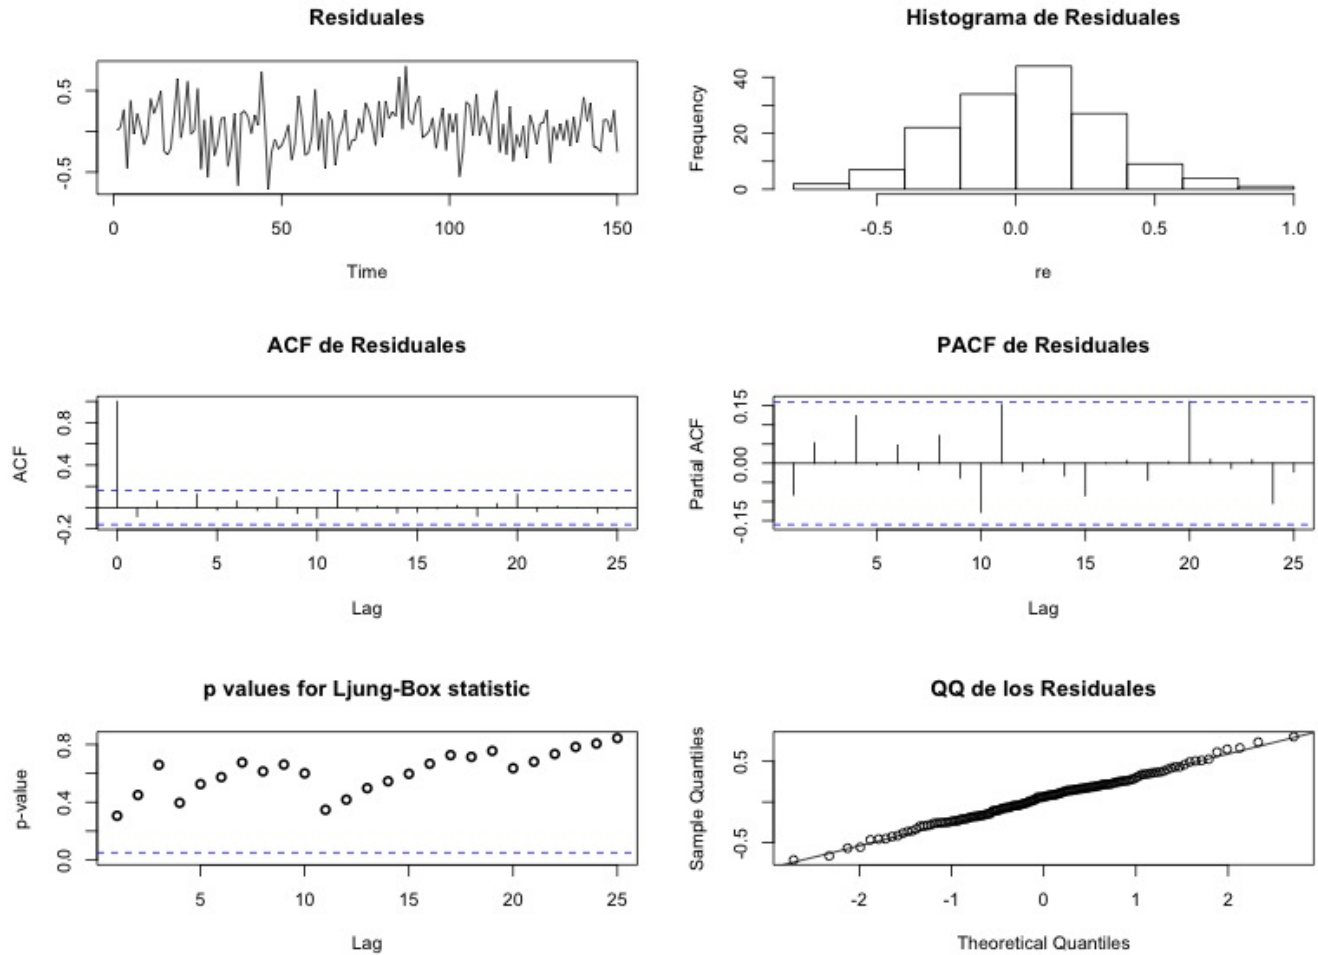 Residuales
0.5
-0.5
0 50 100 150
Time
Histograma de Residuales
Frequency
40
20
0
-0.5 0.0 0.5 1.0
re
ACF de Residuales
ACF
0.8
0.4
-0.2
0 5 10 15 20 25
Lag
PACF de Residuales
Partial ACF
0.15
0.00
-0.15
5 10 15 20 25
Lag
p values for Ljung-Box statistic
p-value
0.8
0.4
0.0
5 10 15 20 25
Lag
QQ de los Residuales
Sample Quantiles
0.5
-0.5
-2 -1 0 1 2
Theoretical Quantiles